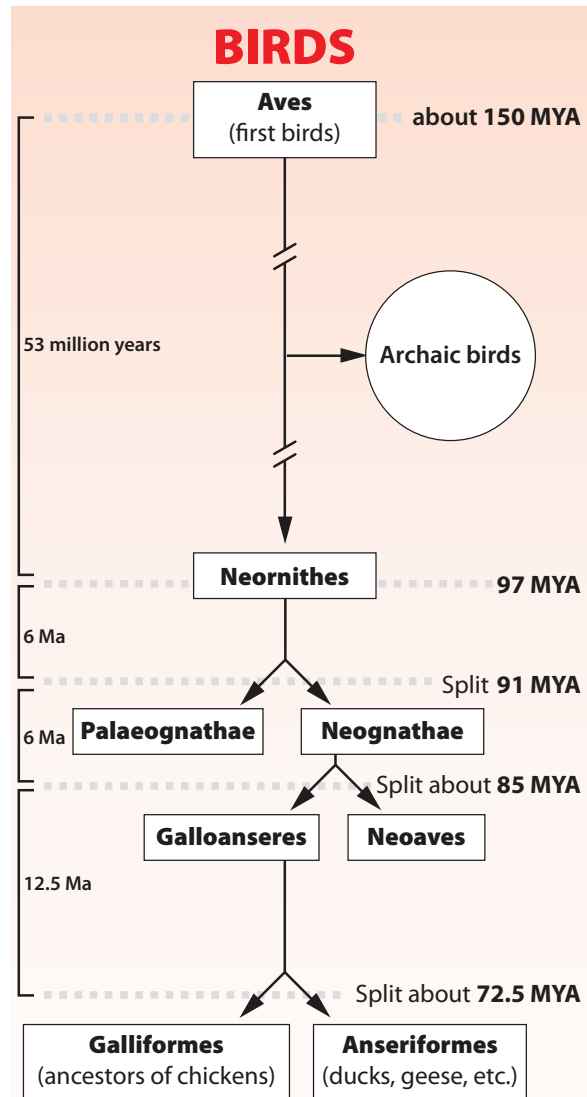 BIRDS
Aves
(first birds)
about 150 MYA
53 million years
Archaic birds
Neornithes
97 MYA
6 Ma
Split 91 MYA
Palaeognathae
Neognathae
6 Ma
Split about 85 MYA
Galloanseres
Neoaves
12.5 Ma
Split about 72.5 MYA
Galliformes
(ancestors of chickens)
Anseriformes
(ducks, geese, etc.)